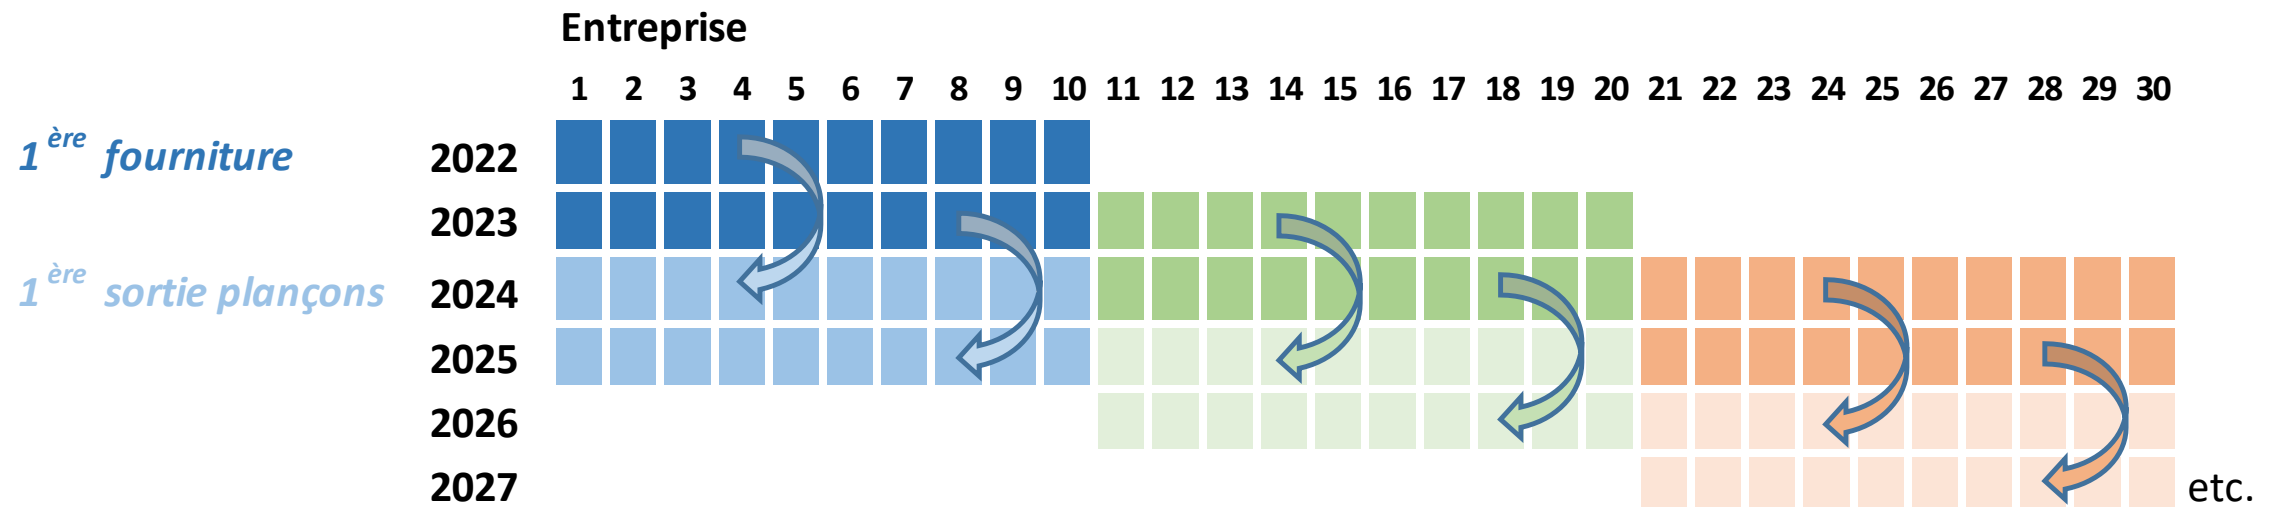 Entreprise
1 2 3 4 5 6 7 8 9 10 11 12 13 14 15 16 17 18 19 20 21 22 23 24 25 26 27 28 29 30
1ère fourniture 2022
2023
1ère sortie plançons 2024
2025
2026
2027 etc.